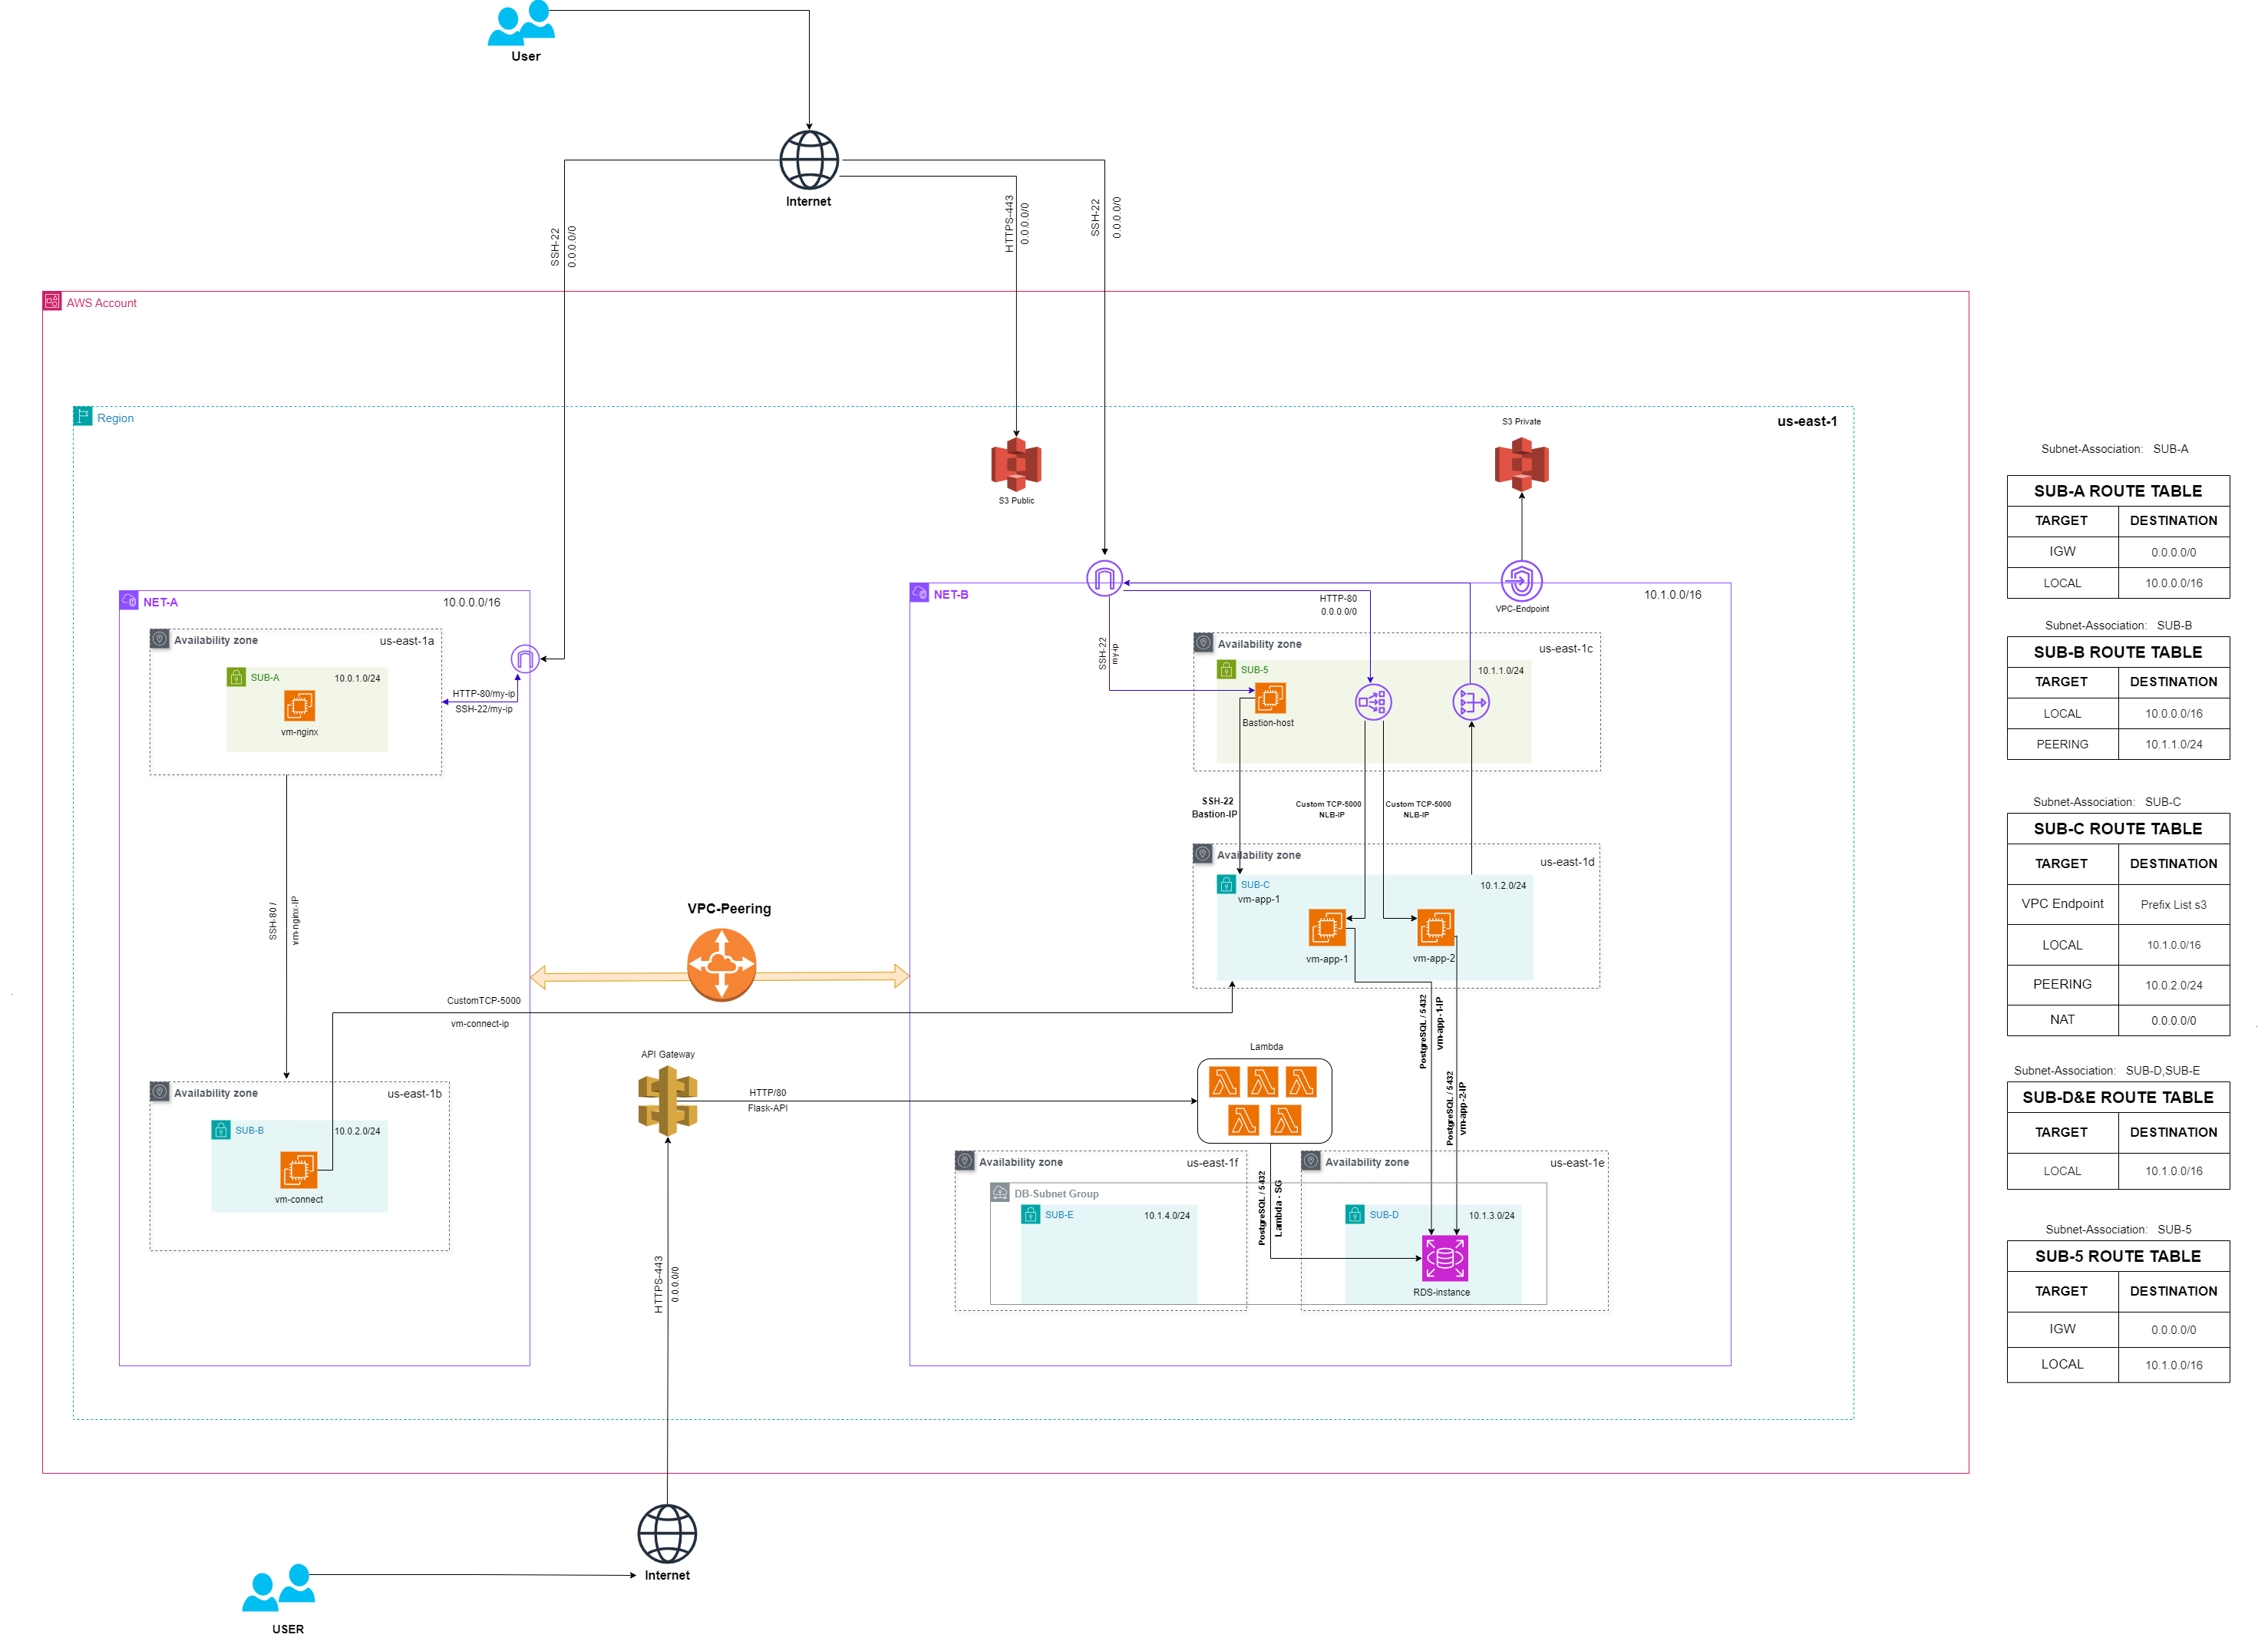 User
Internet
SSH-22
0.0.0.0/0
HTTPS-443
0.0.0.0/0
SSH-22
0.0.0.0/0
AWS Account
Region
us-east-1
S3 Public
S3 Private
VPC-Endpoint
NET-A
10.0.0.0/16
Availability zone
us-east-1a
SUB-A
10.0.1.0/24
vm-nginx
HTTP-80/my-ip
SSH-22/my-ip
SSH-80 /
vm-nginx-IP
Availability zone
us-east-1b
SUB-B
10.0.2.0/24
vm-connect
CustomTCP-5000
vm-connect-ip
VPC-Peering
API Gateway
HTTP/80
Flask-API
HTTPS-443
0.0.0.0/0
NET-B
10.1.0.0/16
HTTP-80
0.0.0.0/0
SSH-22
my-ip
Availability zone
us-east-1c
SUB-5
10.1.1.0/24
Bastion-host
SSH-22
Bastion-IP
Custom TCP-5000
NLB-IP
Custom TCP-5000
NLB-IP
Availability zone
us-east-1d
SUB-C
10.1.2.0/24
vm-app-1
vm-app-1
vm-app-2
PostgreSQL / 5432
vm-app-1-IP
PostgreSQL / 5432
vm-app-2-IP
Lambda
PostgreSQL / 5432
Lambda - SG
Availability zone
us-east-1f
Availability zone
us-east-1e
DB-Subnet Group
SUB-E
10.1.4.0/24
SUB-D
10.1.3.0/24
RDS-instance
Internet
USER
Subnet-Association: SUB-A
SUB-A ROUTE TABLE
TARGET DESTINATION
IGW 0.0.0.0/0
LOCAL 10.0.0.0/16
Subnet-Association: SUB-B
SUB-B ROUTE TABLE
TARGET DESTINATION
LOCAL 10.0.0.0/16
PEERING 10.1.1.0/24
Subnet-Association: SUB-C
SUB-C ROUTE TABLE
TARGET DESTINATION
VPC Endpoint Prefix List s3
LOCAL 10.1.0.0/16
PEERING 10.0.2.0/24
NAT 0.0.0.0/0
Subnet-Association: SUB-D,SUB-E
SUB-D&E ROUTE TABLE
TARGET DESTINATION
LOCAL 10.1.0.0/16
Subnet-Association: SUB-5
SUB-5 ROUTE TABLE
TARGET DESTINATION
IGW 0.0.0.0/0
LOCAL 10.1.0.0/16